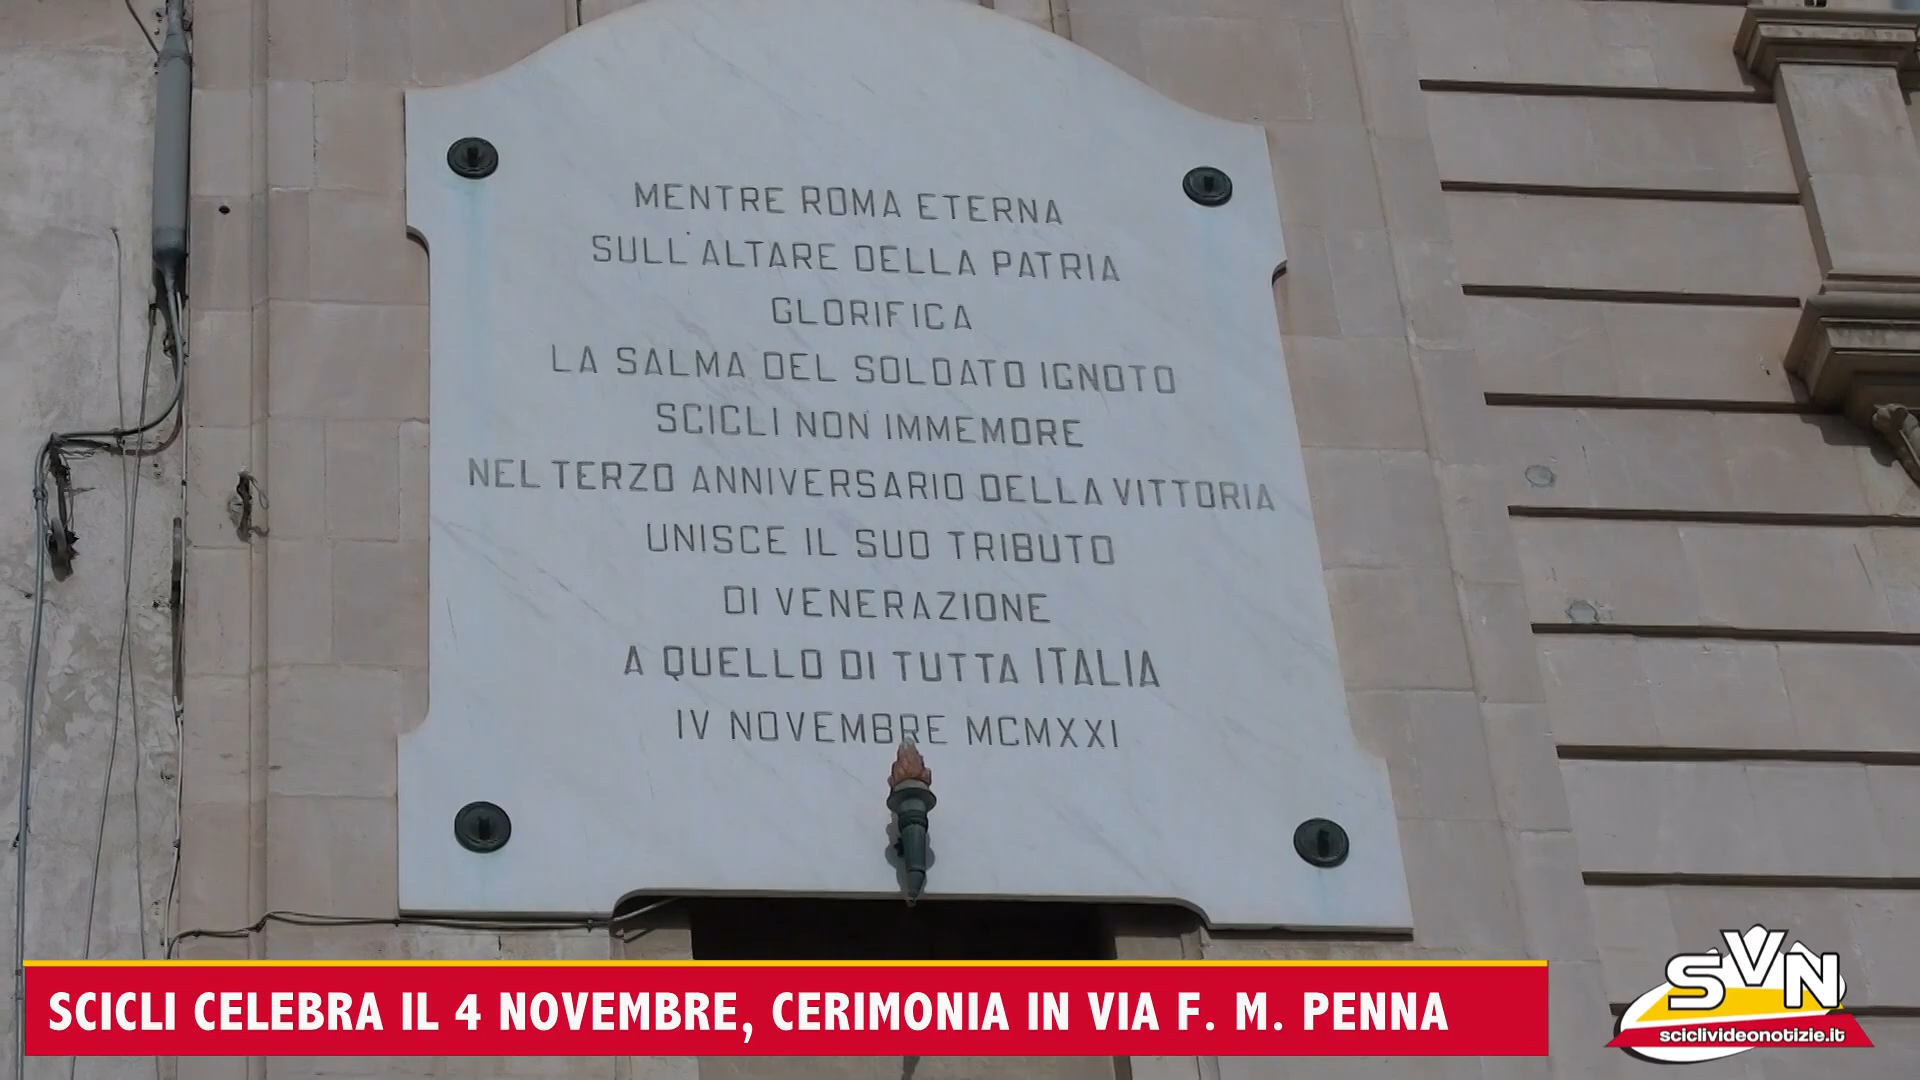 MENTRE ROMA ETERNA
SULL'ALTARE DELLA PATRIA
GLORIFICA
LA SALMA DEL SOLDATO IGNOTO
SCICLI NON IMMEMORE
NEL TERZO ANNIVERSARIO DELLA VITTORIA
UNISCE IL SUO TRIBUTO
DI VENERAZIONE
A QUELLO DI TUTTA ITALIA
IV NOVEMBRE MCMXXI
SCICLI CELEBRA IL 4 NOVEMBRE, CERIMONIA IN VIA F. M. PENNA
SVN
sciclivideonotizie.it